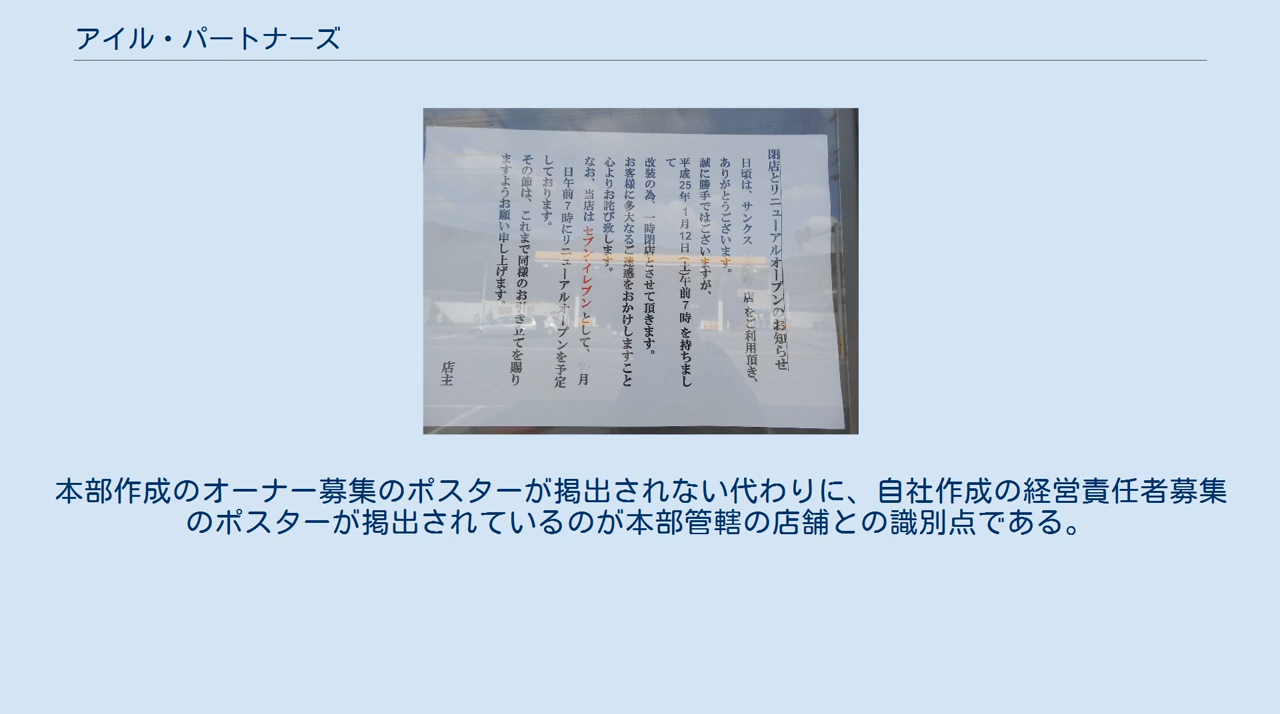 アイル・パートナーズ
閉店とリニューアルオープンのお知らせ
日頃は、サンクス 店をご利用頂き、
ありがとうございます。
誠に勝手ではございますが、
平成25年1月12日(土)午前7時を持ちまし
て
改装の為、一時閉店とさせて頂きます。
お客様に多大なるご迷惑をおかけしますこと
心よりお詫び致します。
なお、当店はセブンイレブンとして、 月
日午前7時にリニューアルオープンを予定
しております。
その節は、これまで同様のお引き立てを賜り
ますようお願い申し上げます。
店主
本部作成のオーナー募集のポスターが掲出されない代わりに、自社作成の経営責任者募集
のポスターが掲出されているのが本部管轄の店舗との識別点である。